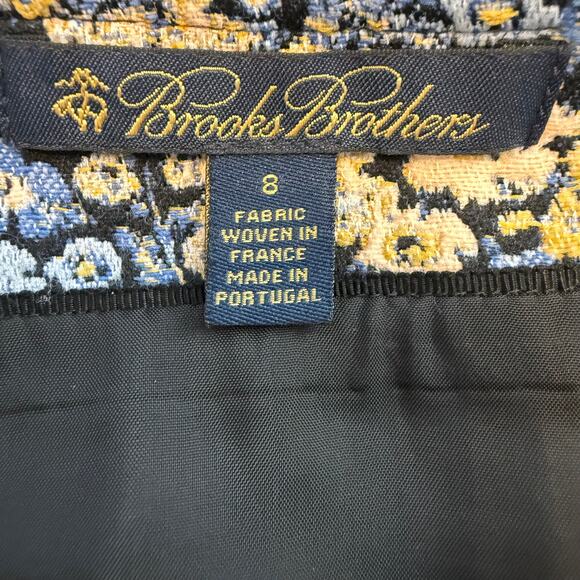 Brooks Brothers
8
FABRIC
WOVEN IN
FRANCE
MADE IN
PORTUGAL